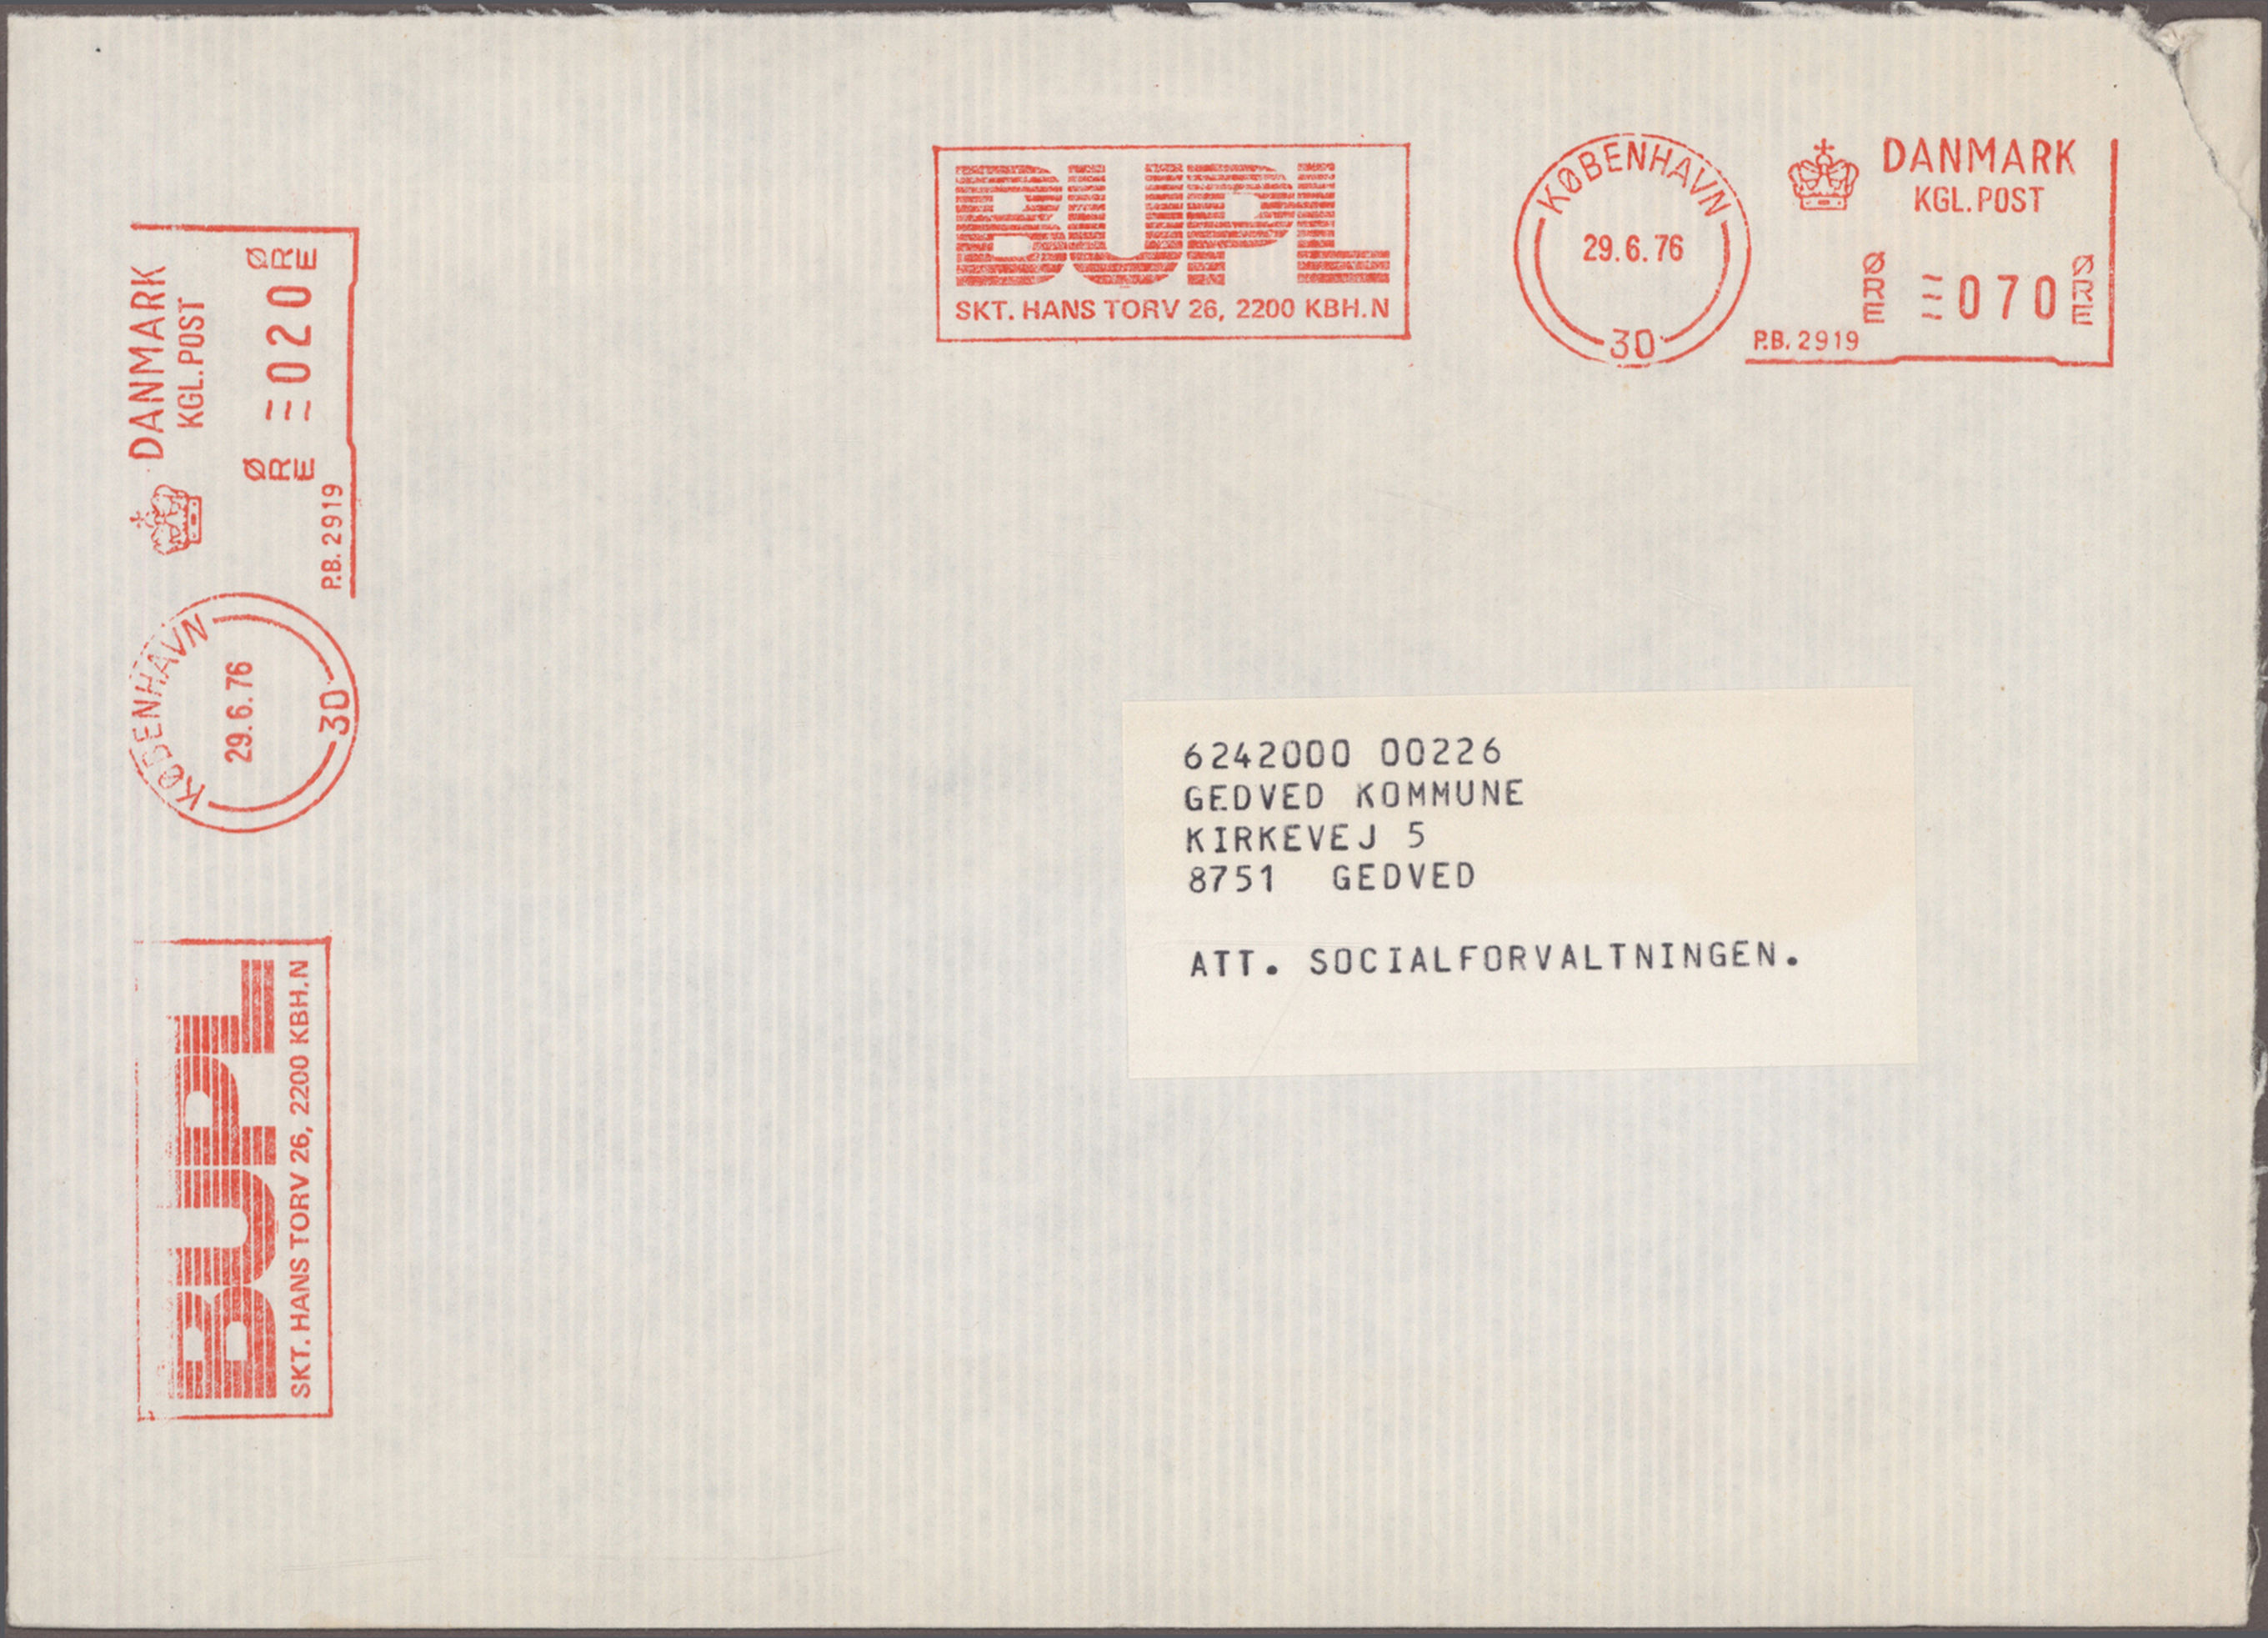 BUPL
SKT. HANS TORV 26, 2200 KBH.N
KØBENHAVN
29.6.76
30
DANMARK
KGL. POST
ØRE 070 ØRE
P.B. 2919
DANMARK
KGL. POST
ØRE 020 ØRE
P.B. 2919
KØBENHAVN
29.6.76
30
BUPL
SKT. HANS TORV 26, 2200 KBH.N
6242000 00226
GEDVED KOMMUNE
KIRKEVEJ 5
8751 GEDVED
ATT. SOCIALFORVALTNINGEN.